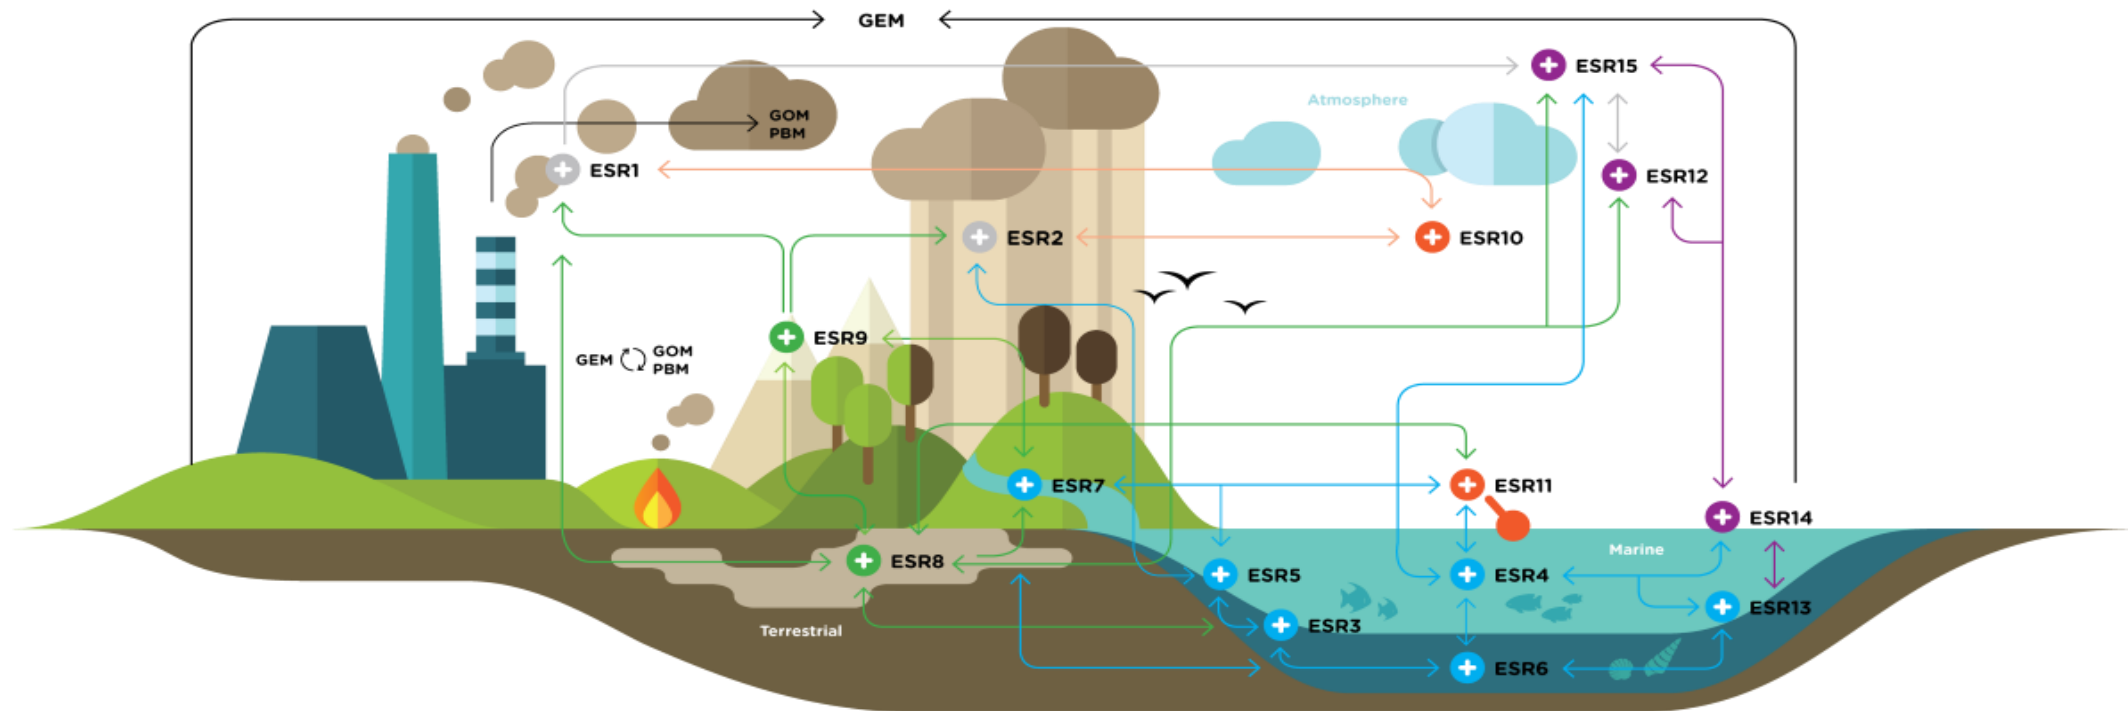 GEM
ESR15
Atmosphere
GOM
PBM
ESR1
ESR12
ESR2
ESR10
ESR9
GEM
GOM
PBM
ESR7
ESR11
ESR14
Marine
ESR8
ESR5
ESR4
ESR13
Terrestrial
ESR3
ESR6